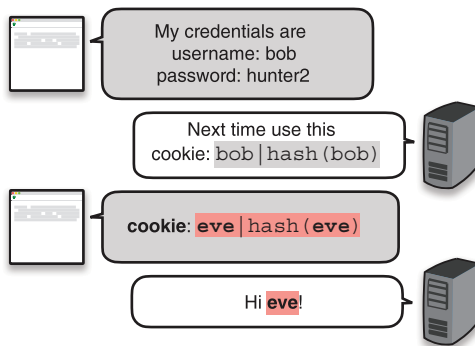 My credentials are
username: bob
password: hunter2
Next time use this
cookie: bob|hash(bob)
cookie: eve|hash(eve)
Hi eve!